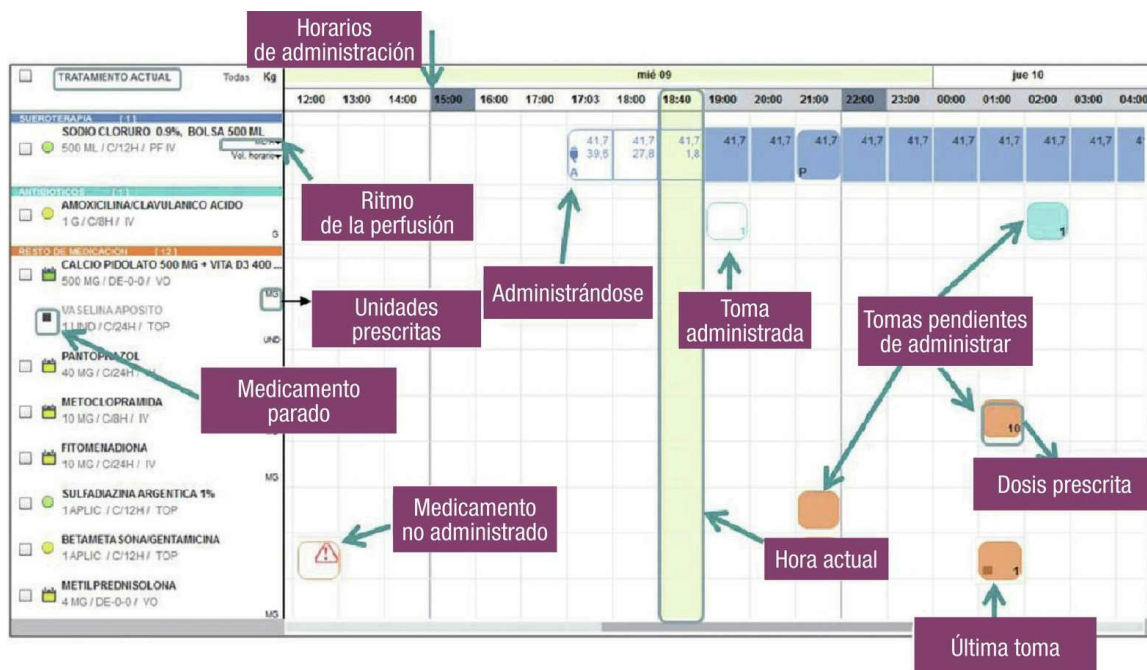 Horarios
de administración
TRATAMIENTO ACTUAL Todas Kg
mié 09 jue 10
12:00 13:00 14:00 15:00 16:00 17:00 17:03 18:00 18:40 19:00 20:00 21:00 22:00 23:00 00:00 01:00 02:00 03:00 04:00
SUEROTERAPIA [1]
SODIO CLORURO 0.9%, BOLSA 500 ML
500 ML / C/12H / PF IV
Vol. horario
41,7 41,7 41,7 41,7 41,7 41,7 41,7 41,7 41,7 41,7 41,7 41,7
39,5 27,8 1,8
A P
Ritmo
de la perfusión
ANTIBIOTICOS [1]
AMOXICILINA/CLAVULANICO ACIDO
1 G / C/8H / IV
G
1 1
RESTO DE MEDICACION [12]
CALCIO PIDOLATO 500 MG + VITA D3 400 ...
500 MG / DE-0-0 / VO
MG
Administrándose
Toma
administrada
Tomas pendientes
de administrar
Unidades
prescritas
VASELINA APOSITO
1 UND / C/24H / TOP
UND
Medicamento
parado
PANTOPRAZOL
40 MG / C/24H /
METOCLOPRAMIDA
10 MG / C/8H / IV
10
FITOMENADIONA
10 MG / C/24H / IV
MG
Dosis prescrita
SULFADIAZINA ARGENTICA 1%
1 APLIC / C/12H / TOP
Medicamento
no administrado
Hora actual
BETAMETASONA/GENTAMICINA
1 APLIC / C/12H / TOP
1
METILPREDNISOLONA
4 MG / DE-0-0 / VO
MG
Última toma